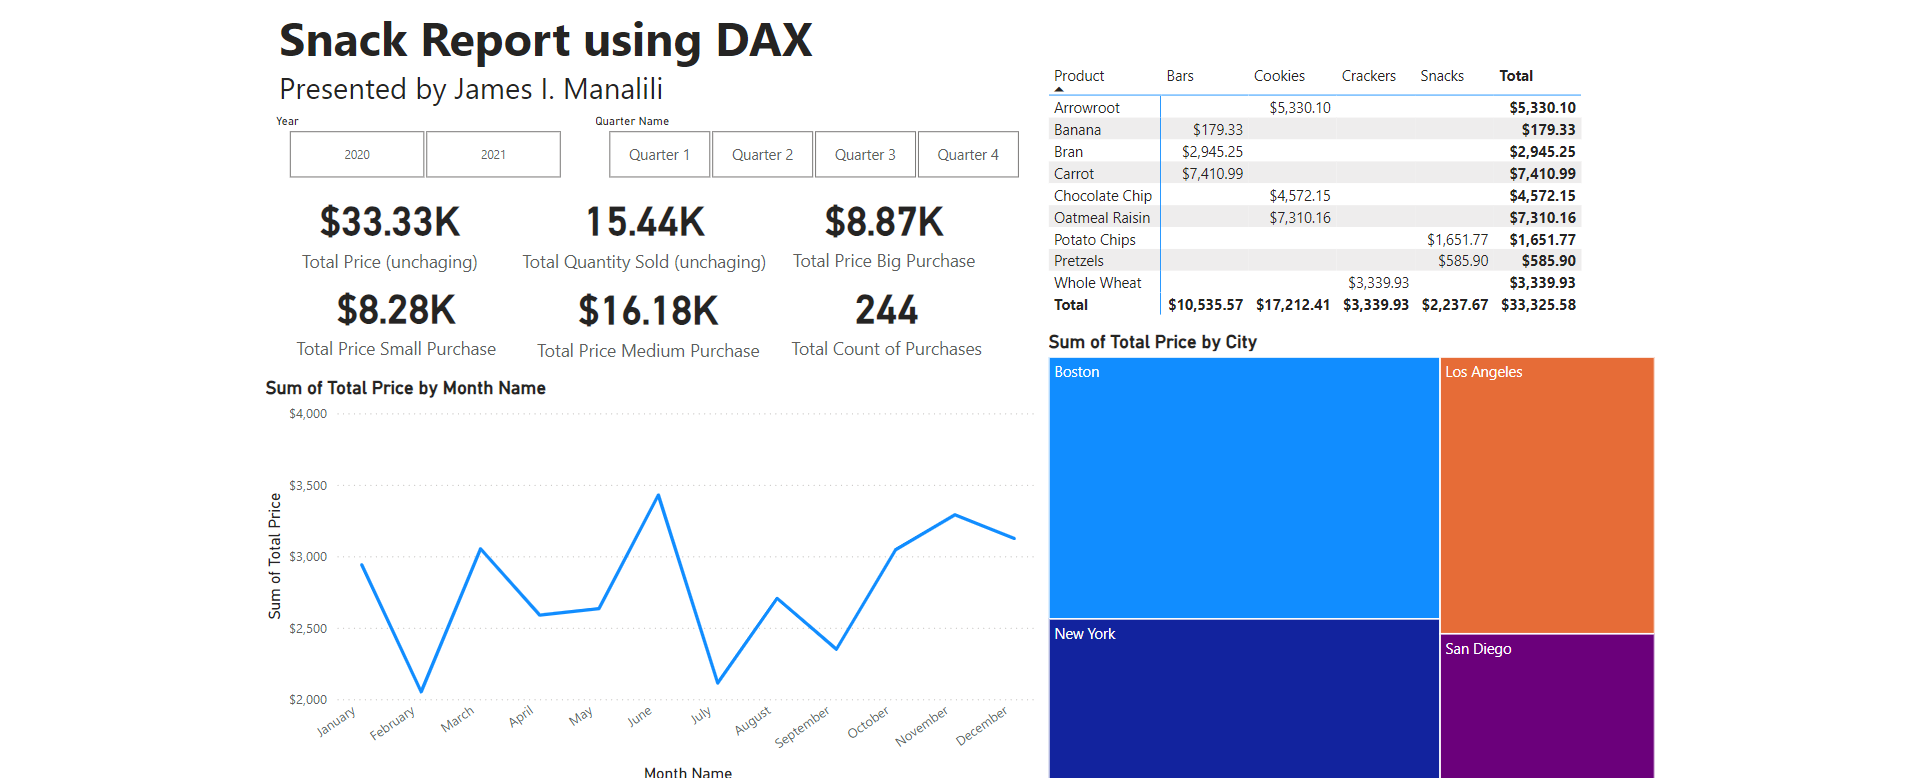 Snack Report using DAX
Presented by James I. Manalili
Year
2020 2021
Quarter Name
Quarter 1 Quarter 2 Quarter 3 Quarter 4
$33.33K
Total Price (unchaging)
15.44K
Total Quantity Sold (unchaging)
$8.87K
Total Price Big Purchase
$8.28K
Total Price Small Purchase
$16.18K
Total Price Medium Purchase
244
Total Count of Purchases
Sum of Total Price by Month Name
Sum of Total Price
$4,000
$3,500
$3,000
$2,500
$2,000
January February March April May June July August September October November December
Month Name
Product Bars Cookies Crackers Snacks Total
Arrowroot $5,330.10 $5,330.10
Banana $179.33 $179.33
Bran $2,945.25 $2,945.25
Carrot $7,410.99 $7,410.99
Chocolate Chip $4,572.15 $4,572.15
Oatmeal Raisin $7,310.16 $7,310.16
Potato Chips $1,651.77 $1,651.77
Pretzels $585.90 $585.90
Whole Wheat $3,339.93 $3,339.93
Total $10,535.57 $17,212.41 $3,339.93 $2,237.67 $33,325.58
Sum of Total Price by City
Boston
Los Angeles
New York
San Diego